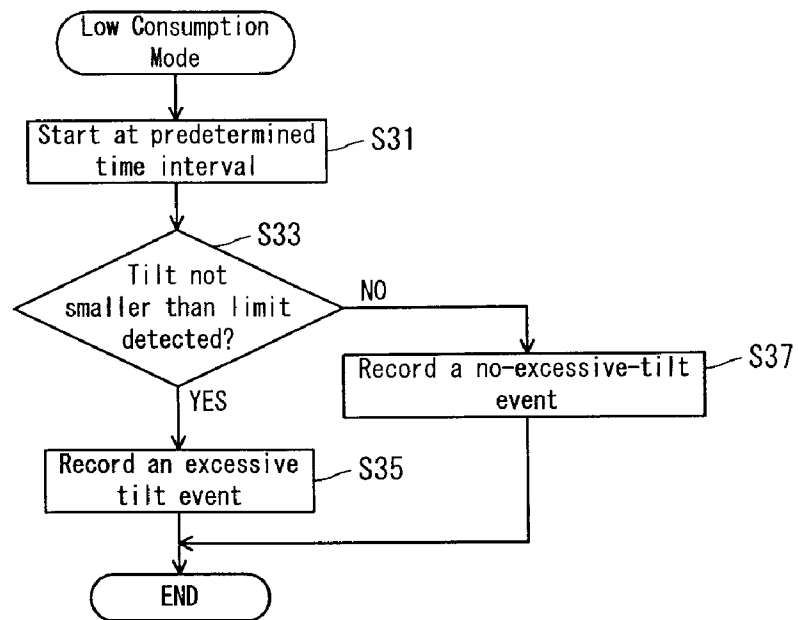 Low Consumption
Mode
Start at predetermined
time interval
S31
S33
Tilt not
smaller than limit
detected?
NO
YES
Record a no-excessive-tilt
event
S37
Record an excessive
tilt event
S35
END